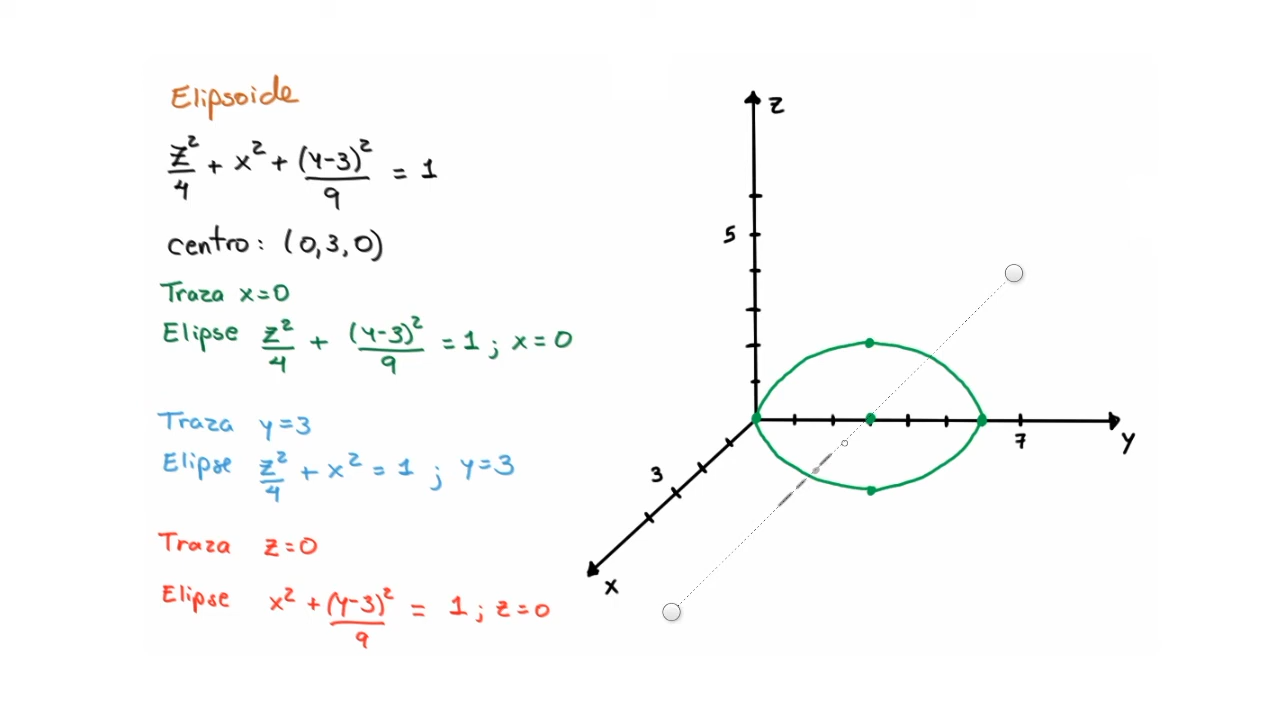 Elipsoide
z²/4 + x² + (y-3)²/9 = 1
centro: (0,3,0)
Traza x=0
Elipse z²/4 + (y-3)²/9 = 1 ; x=0
Traza y=3
Elipse z²/4 + x² = 1 ; y=3
Traza z=0
Elipse x² + (y-3)²/9 = 1 ; z=0
z
5
7
y
3
x